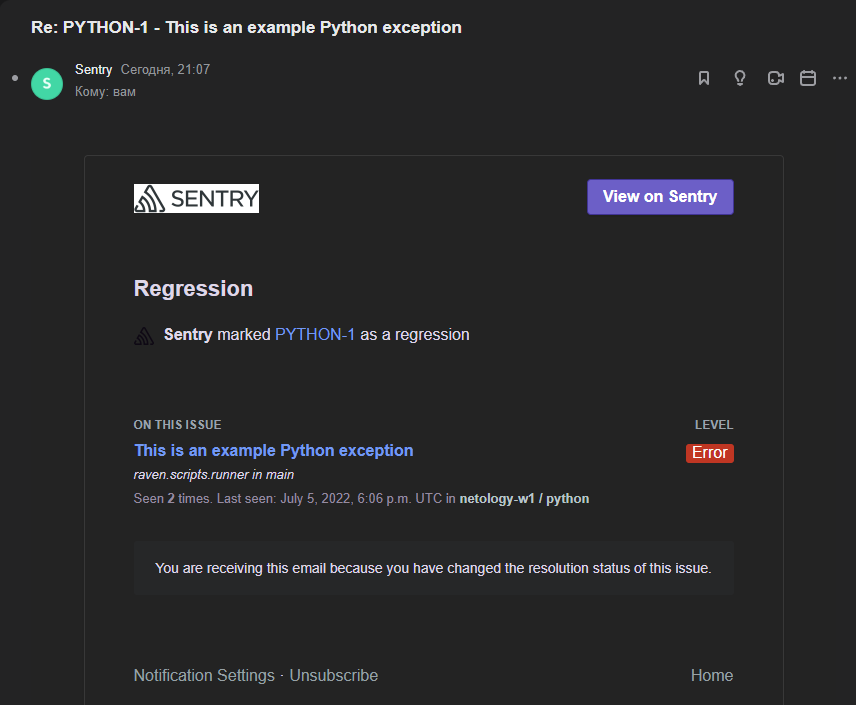 Re: PYTHON-1 - This is an example Python exception
S
Sentry Сегодня, 21:07
Кому: вам
SENTRY
View on Sentry
Regression
Sentry marked PYTHON-1 as a regression
ON THIS ISSUE
LEVEL
This is an example Python exception
Error
raven.scripts.runner in main
Seen 2 times. Last seen: July 5, 2022, 6:06 p.m. UTC in netology-w1 / python
You are receiving this email because you have changed the resolution status of this issue.
Notification Settings · Unsubscribe
Home